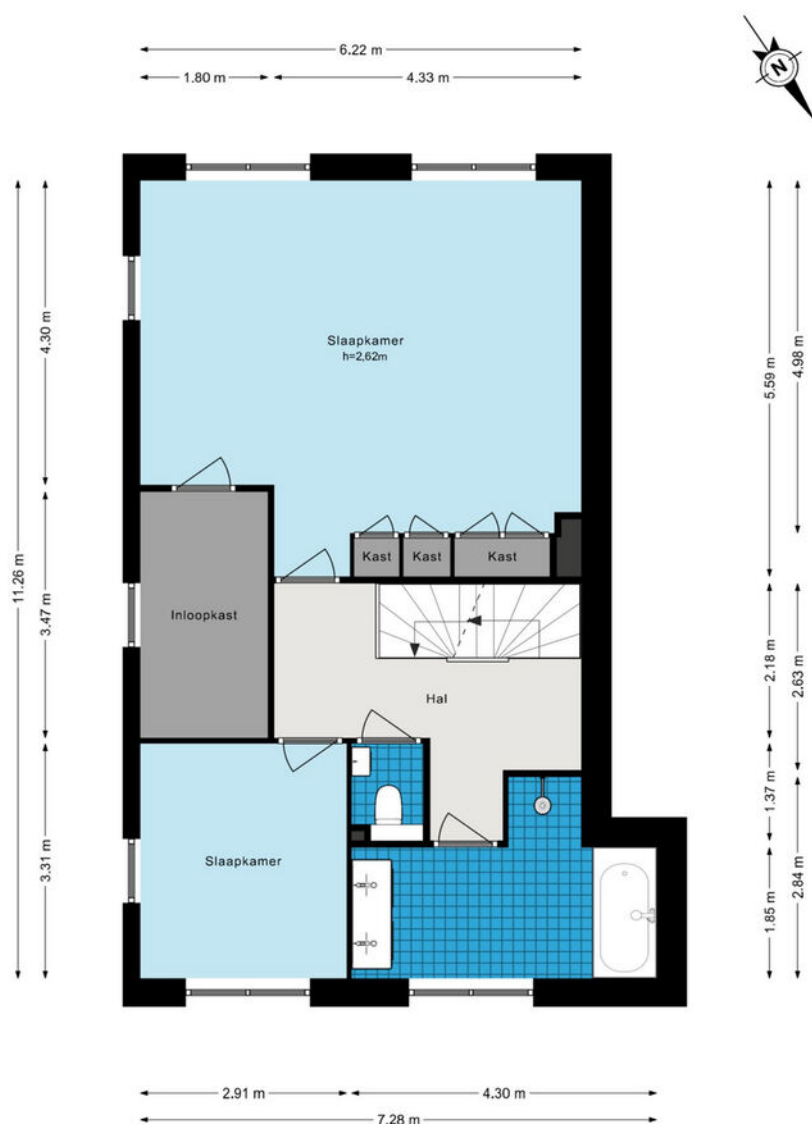 6.22 m
1.80 m
4.33 m
N
4.30 m
11.26 m
3.47 m
3.31 m
5.59 m
4.98 m
2.18 m
2.63 m
1.37 m
2.84 m
1.85 m
Slaapkamer
h=2,62m
Kast
Kast
Kast
Inloopkast
Hal
Slaapkamer
2.91 m
4.30 m
7.28 m